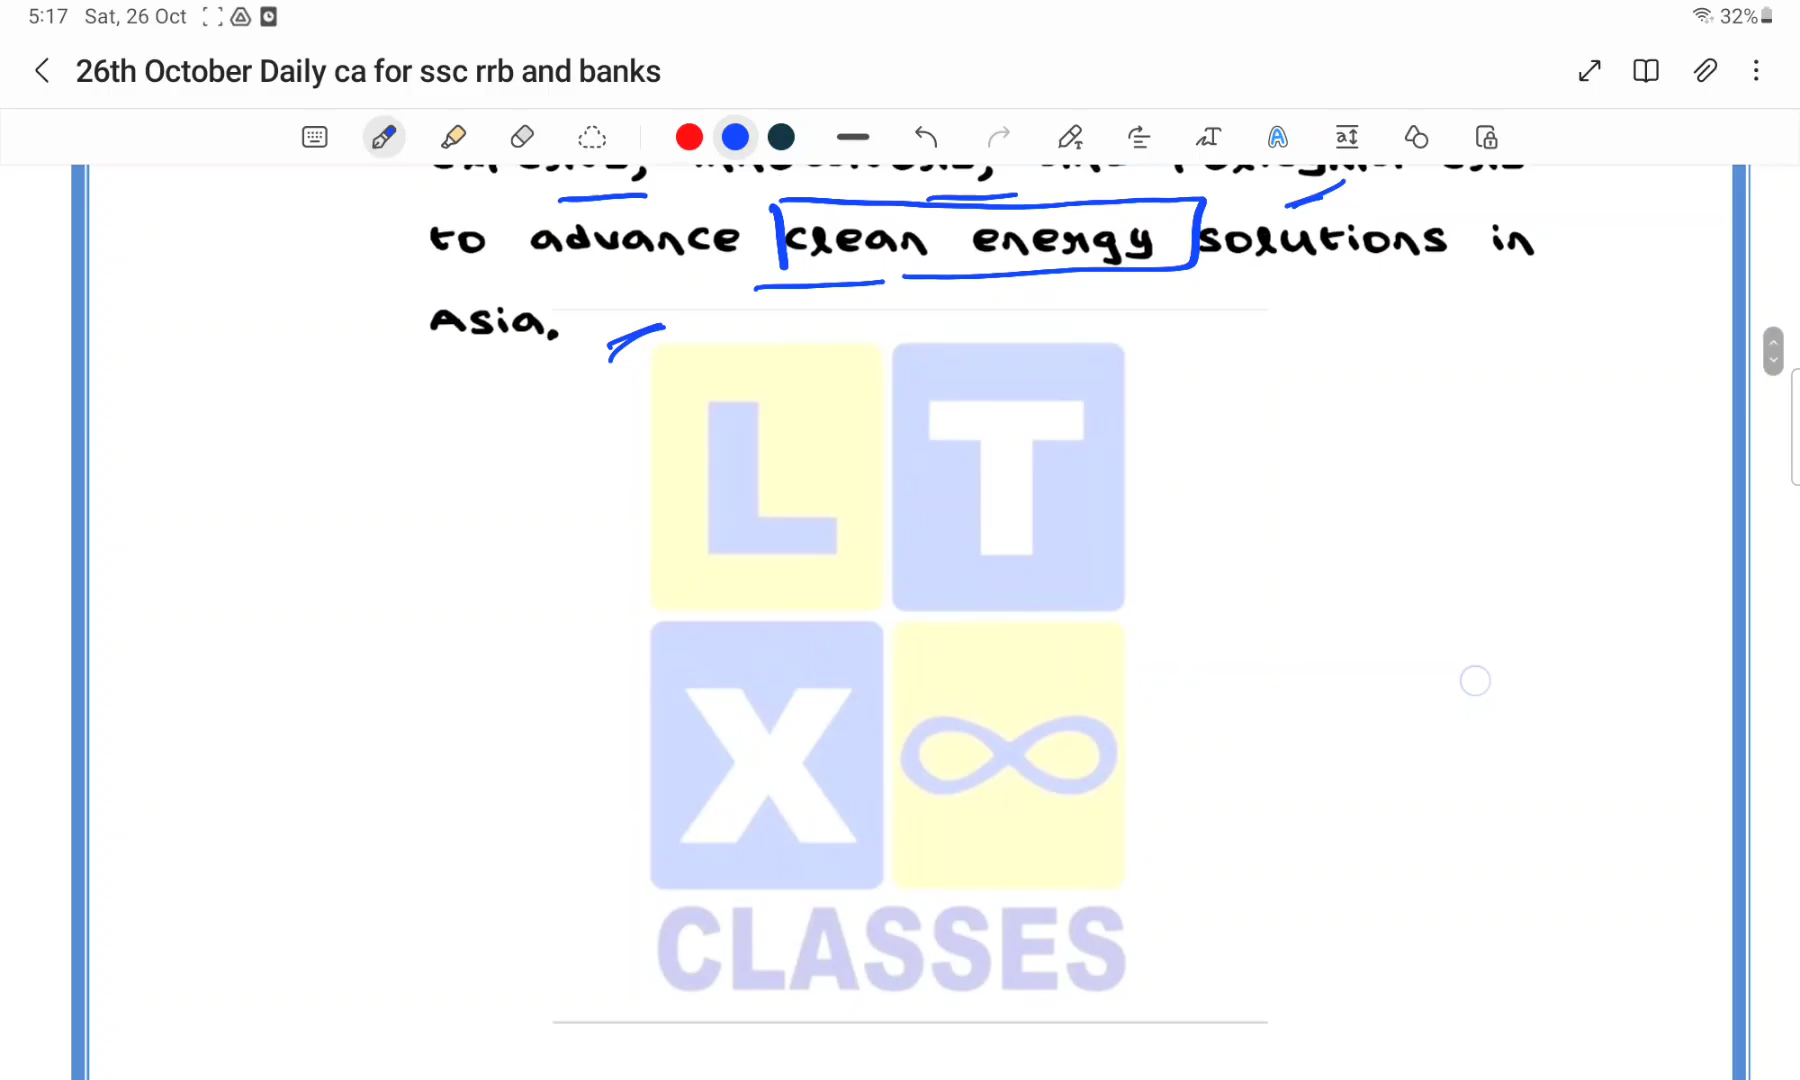 5:17 Sat, 26 Oct
32%
26th October Daily ca for ssc rrb and banks
to advance clean energy solutions in
Asia.
L T
X ∞
CLASSES